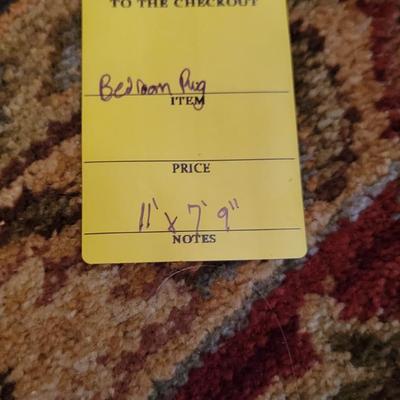 TO THE CHECKOUT
Bedroom Rug
ITEM
PRICE
11' x 7' 9"
NOTES